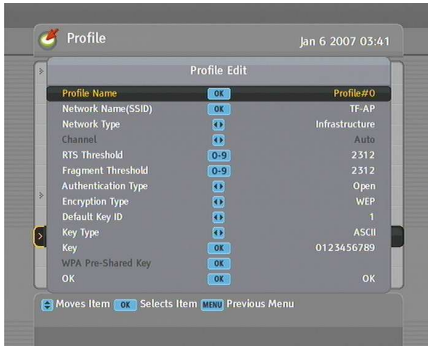 Profile
Jan 6 2007 03:41
Profile Edit
Profile Name OK Profile#0
Network Name(SSID) OK TF-AP
Network Type Infrastructure
Channel Auto
RTS Threshold 0-9 2312
Fragment Threshold 0-9 2312
Authentication Type Open
Encryption Type WEP
Default Key ID 1
Key Type ASCII
Key OK 0123456789
WPA Pre-Shared Key OK
OK OK OK
Moves Item OK Selects Item MENU Previous Menu